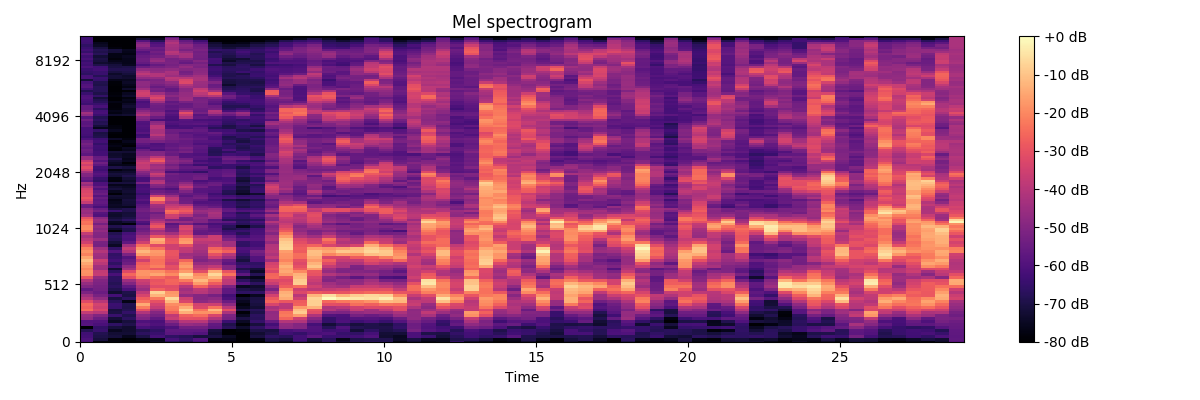 Mel spectrogram
Hz
8192
4096
2048
1024
512
0
0 5 10 15 20 25
Time
+0 dB
-10 dB
-20 dB
-30 dB
-40 dB
-50 dB
-60 dB
-70 dB
-80 dB